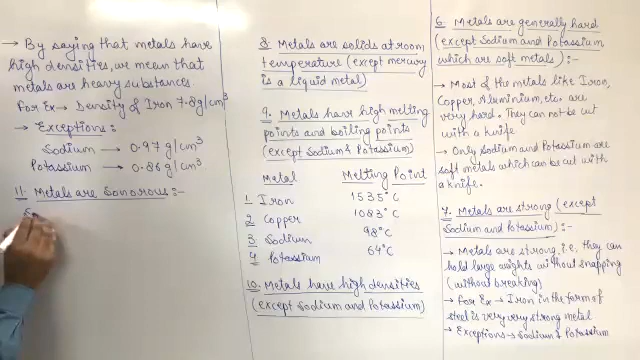 → By saying that metals have
high densities, we mean that
metals are heavy substances.
For Ex → Density of Iron 7.8 g/cm³
→ Exceptions:-
Sodium → 0.97 g/cm³
Potassium → 0.86 g/cm³
11. Metals are Sonorous:-
So
8. Metals are solids at room
temperature (except mercury
is a liquid metal)
9. Metals have high melting
points and boiling points
(except Sodium & Potassium)
Metal Melting Point
1 Iron 1535°C
2 Copper 1083°C
3 Sodium 98°C
4 Potassium 64°C
10. Metals have high densities
(except Sodium and Potassium)
6. Metals are generally hard
(except Sodium and Potassium
which are soft metals):-
→ Most of the metals like Iron,
Copper, Aluminium, etc. are
very hard. They can not be cut
with a knife
→ Only Sodium and Potassium are
soft metals which can be cut with
a knife.
7. Metals are strong (except
Sodium and Potassium):-
→ Metals are strong, i.e, they can
hold large weights without snapping
(without breaking)
→ For Ex → Iron in the form of
steel is very very strong metal
→ Exceptions → Sodium & Potassium